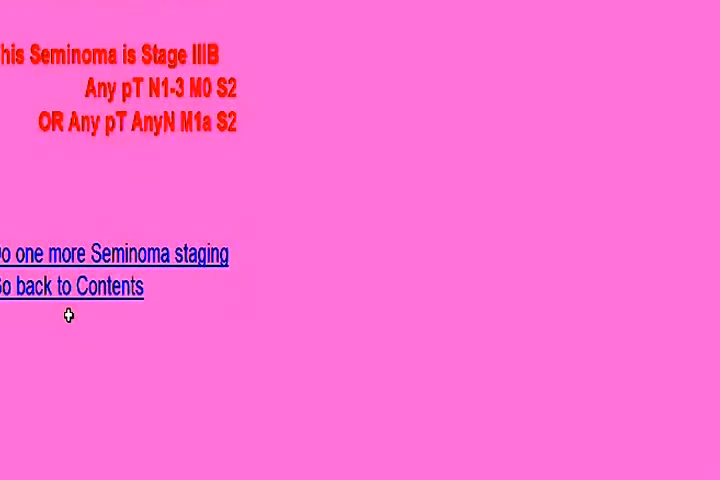 his Seminoma is Stage IIIB
Any pT N1-3 M0 S2
OR Any pT AnyN M1a S2
o one more Seminoma staging
o back to Contents